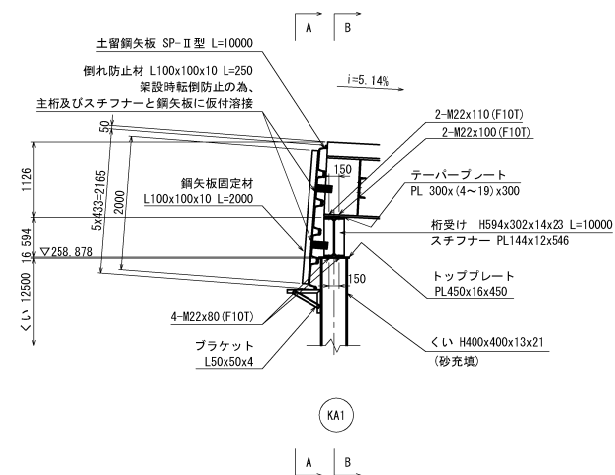 A B
土留鋼矢板 SP-Ⅱ型 L=10000
倒れ防止材 L100x100x10 L=250
架設時転倒防止の為、
主桁及びスチフナーと鋼矢板に仮付溶接
i=5.14%
2-M22x110(F10T)
2-M22x100(F10T)
50
1126
5x433=2165
2000
150
テーパープレート
PL 300x(4～19)x300
鋼矢板固定材
L100x100x10 L=2000
594
桁受け H594x302x14x23 L=10000
スチフナー PL144x12x546
16
▽258.878
150
トッププレート
PL450x16x450
くい 12500
4-M22x80(F10T)
ブラケット
L50x50x4
くい H400x400x13x21
(砂充填)
KA1
A B